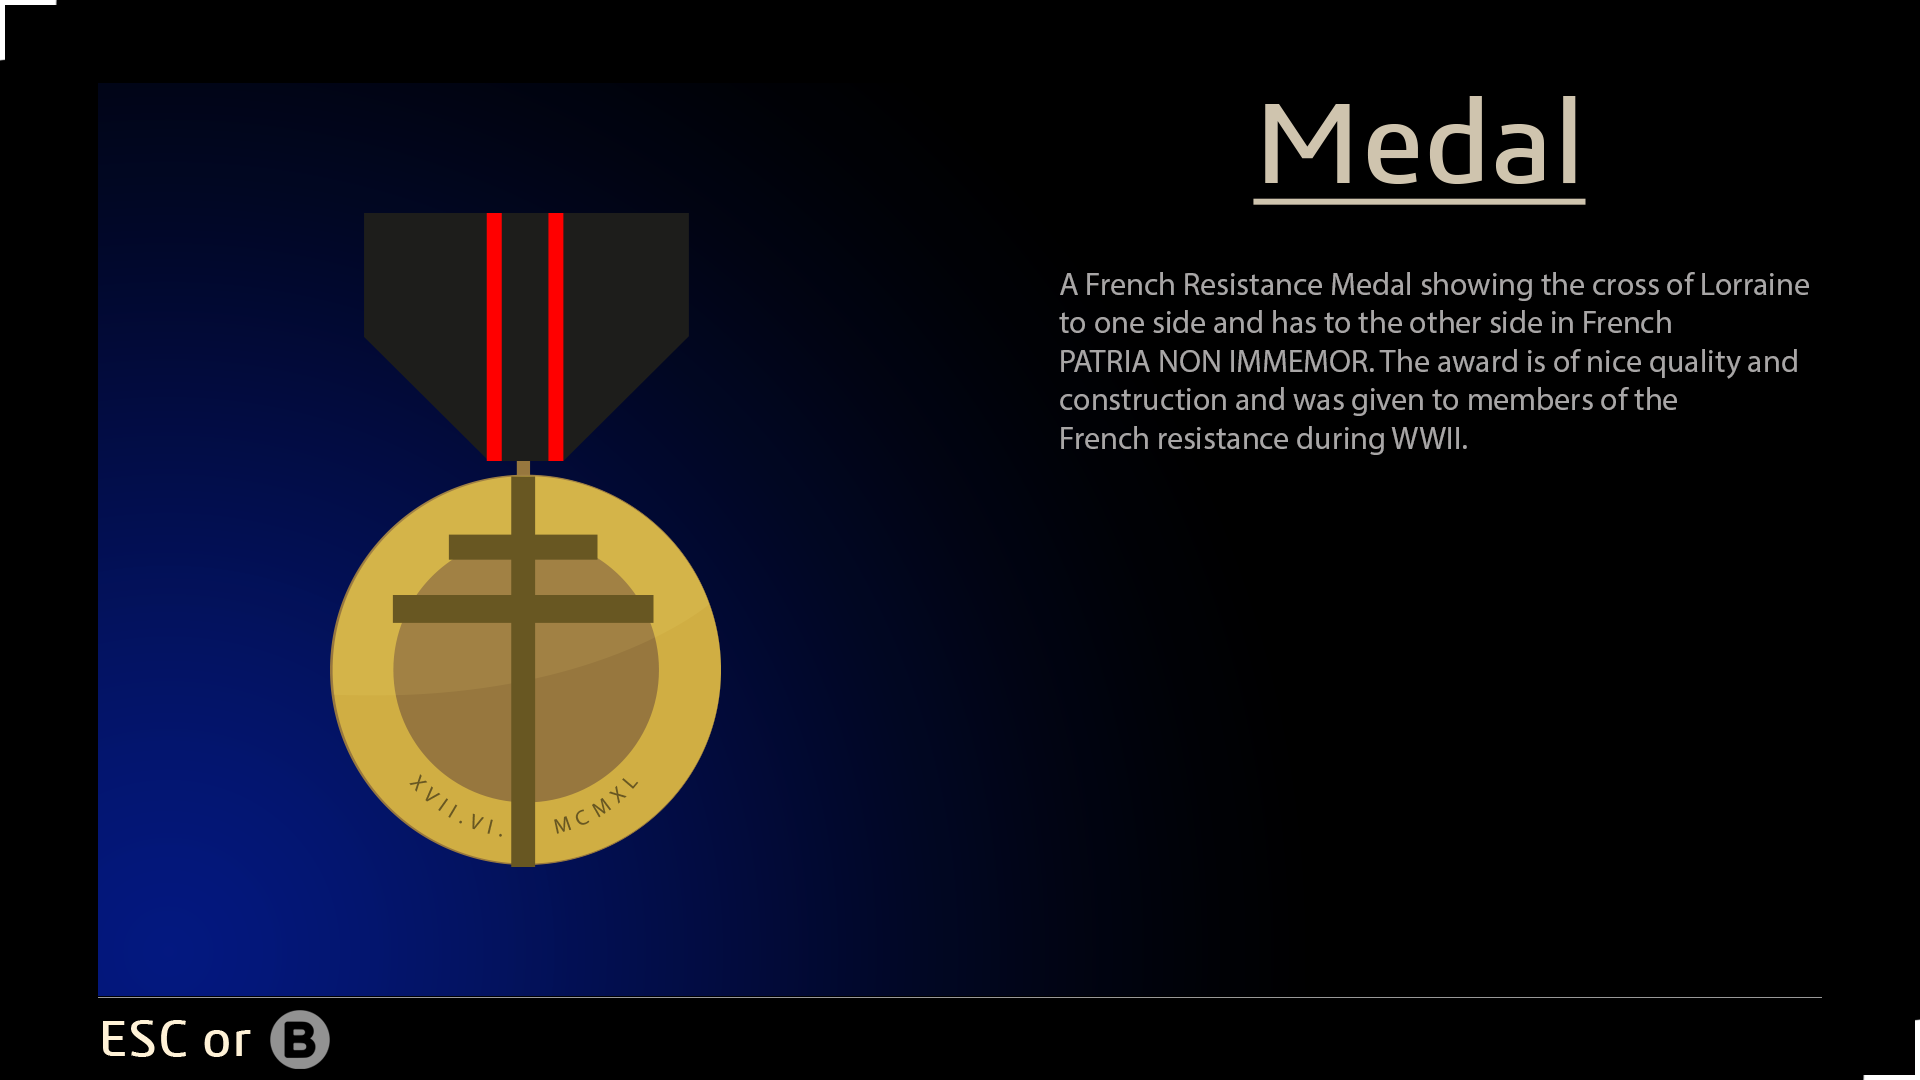 Medal
A French Resistance Medal showing the cross of Lorraine
to one side and has to the other side in French
PATRIA NON IMMEMOR. The award is of nice quality and
construction and was given to members of the
French resistance during WWII.
XVII.VI. MCMXL
ESC or B